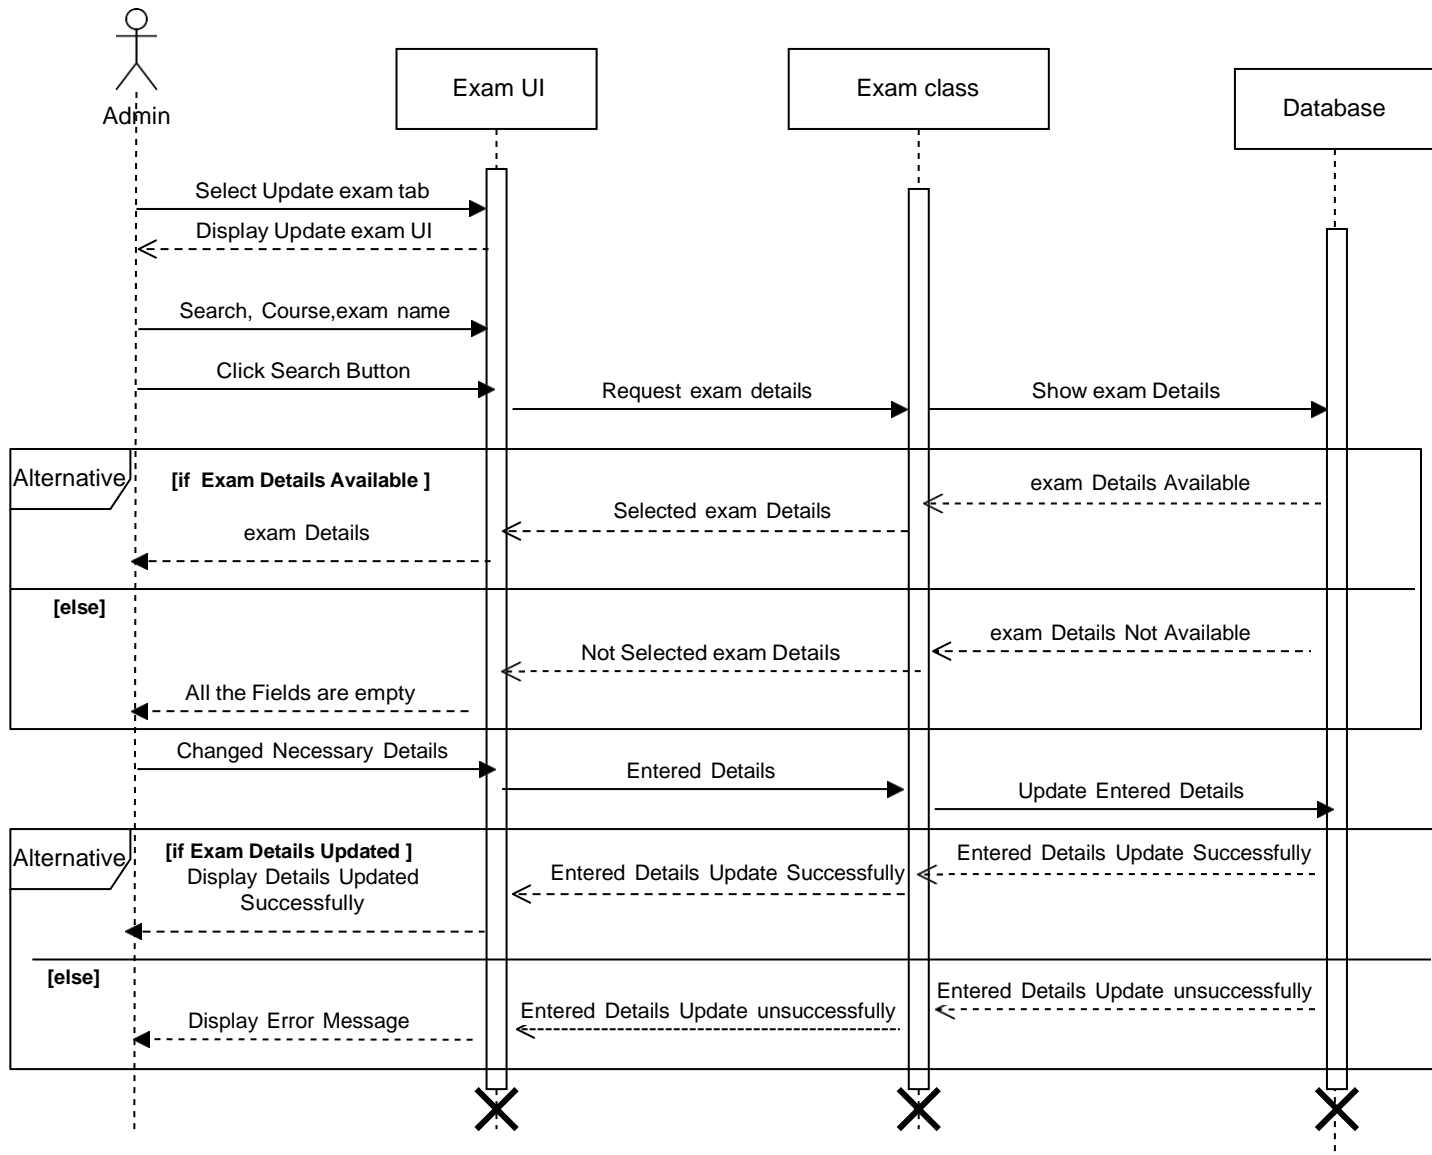 Admin
Exam UI
Exam class
Database
Select Update exam tab
Display Update exam UI
Search, Course,exam name
Click Search Button
Request exam details
Show exam Details
Alternative
[if Exam Details Available ]
exam Details Available
Selected exam Details
exam Details
[else]
exam Details Not Available
Not Selected exam Details
All the Fields are empty
Changed Necessary Details
Entered Details
Update Entered Details
Alternative
[if Exam Details Updated ]
Display Details Updated
Successfully
Entered Details Update Successfully
Entered Details Update Successfully
[else]
Entered Details Update unsuccessfully
Entered Details Update unsuccessfully
Display Error Message